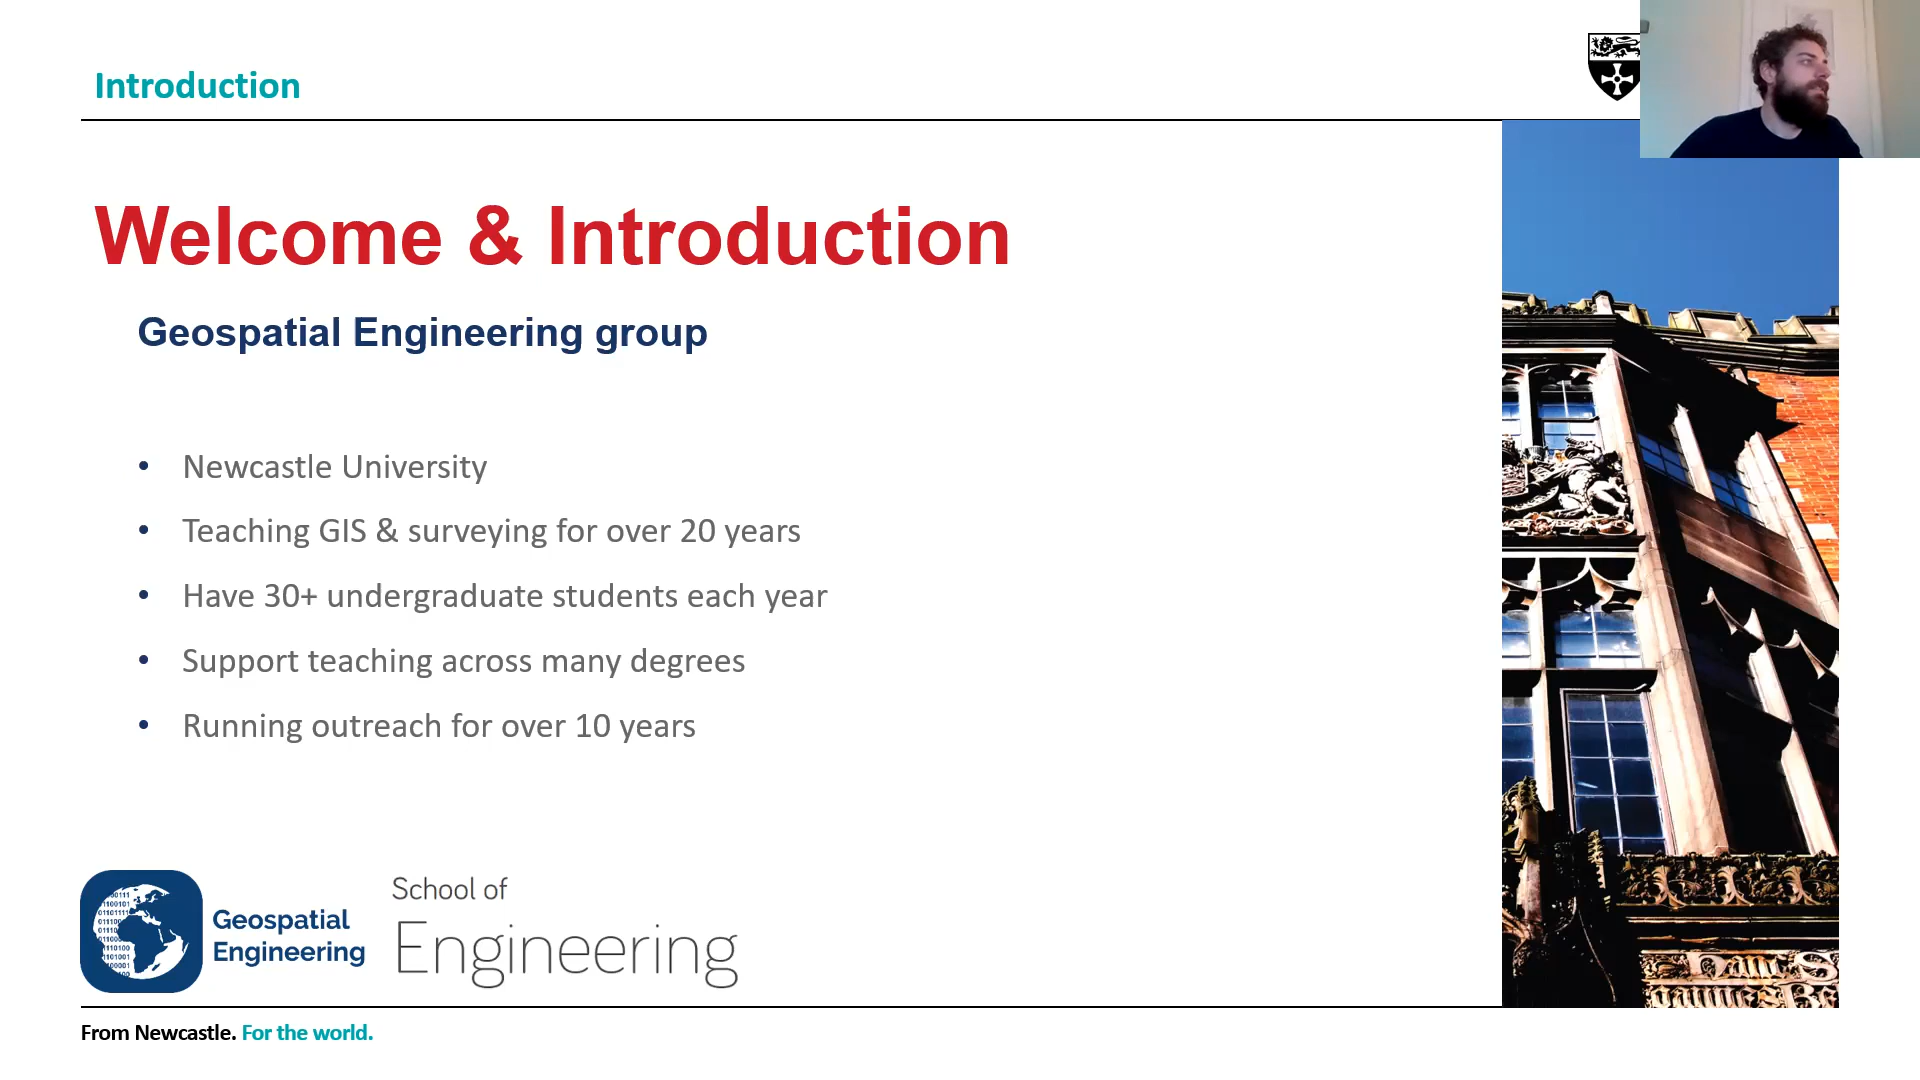 Introduction
Welcome & Introduction
Geospatial Engineering group
• Newcastle University
• Teaching GIS & surveying for over 20 years
• Have 30+ undergraduate students each year
• Support teaching across many degrees
• Running outreach for over 10 years
Geospatial
Engineering
School of
Engineering
From Newcastle. For the world.